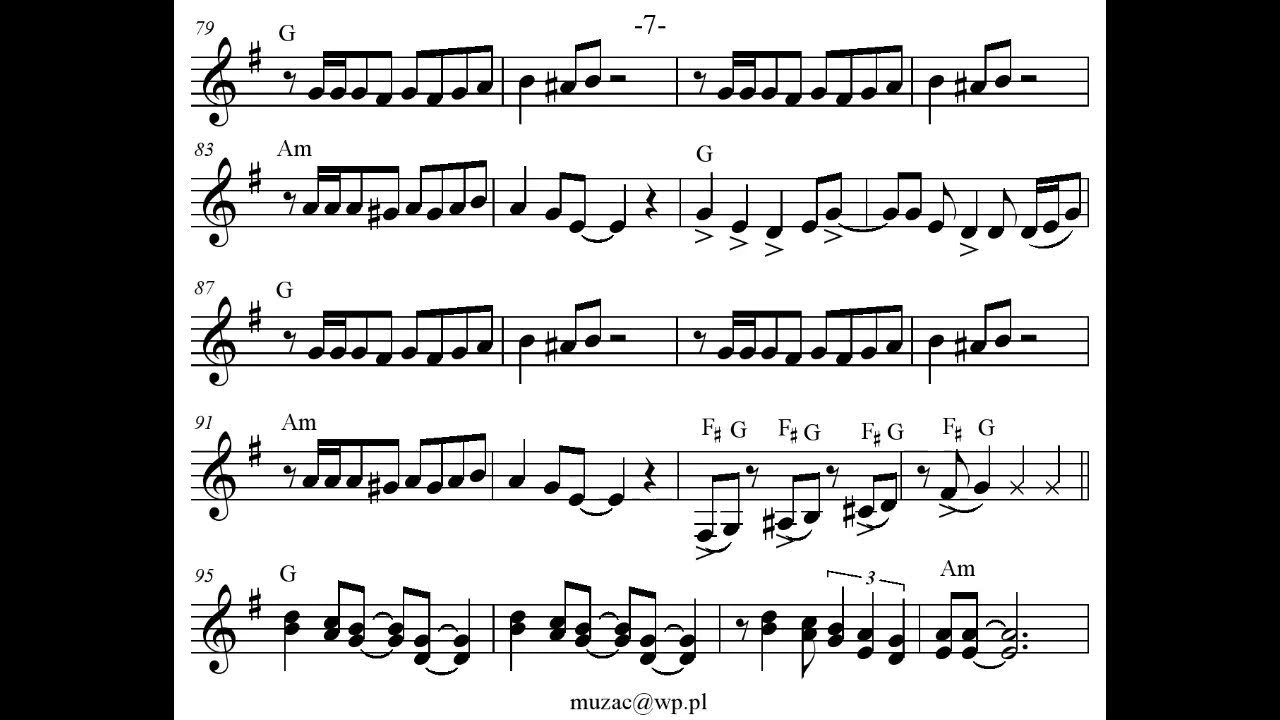 -7-
79 G
83 Am G
87 G
91 Am F♯ G F♯ G F♯ G F♯ G
3
95 G Am
muzac@wp.pl